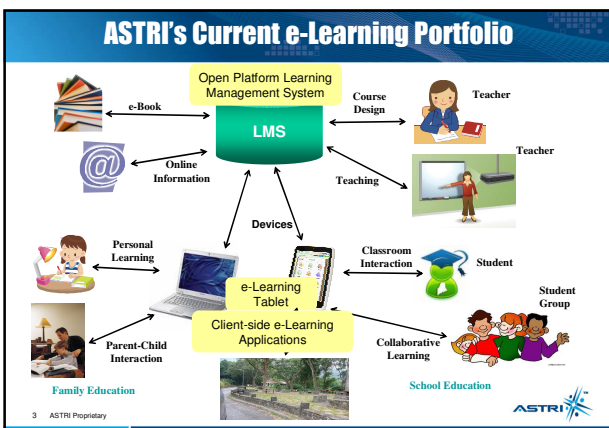 ASTRI's Current e-Learning Portfolio
Open Platform Learning
Management System
e-Book
LMS
Course
Design
Teacher
Online
Information
Teaching
Teacher
Devices
Personal
Learning
Classroom
Interaction
Student
e-Learning
Tablet
Student
Group
Client-side e-Learning
Applications
Parent-Child
Interaction
Collaborative
Learning
Family Education
School Education
3 ASTRI Proprietary
ASTRI